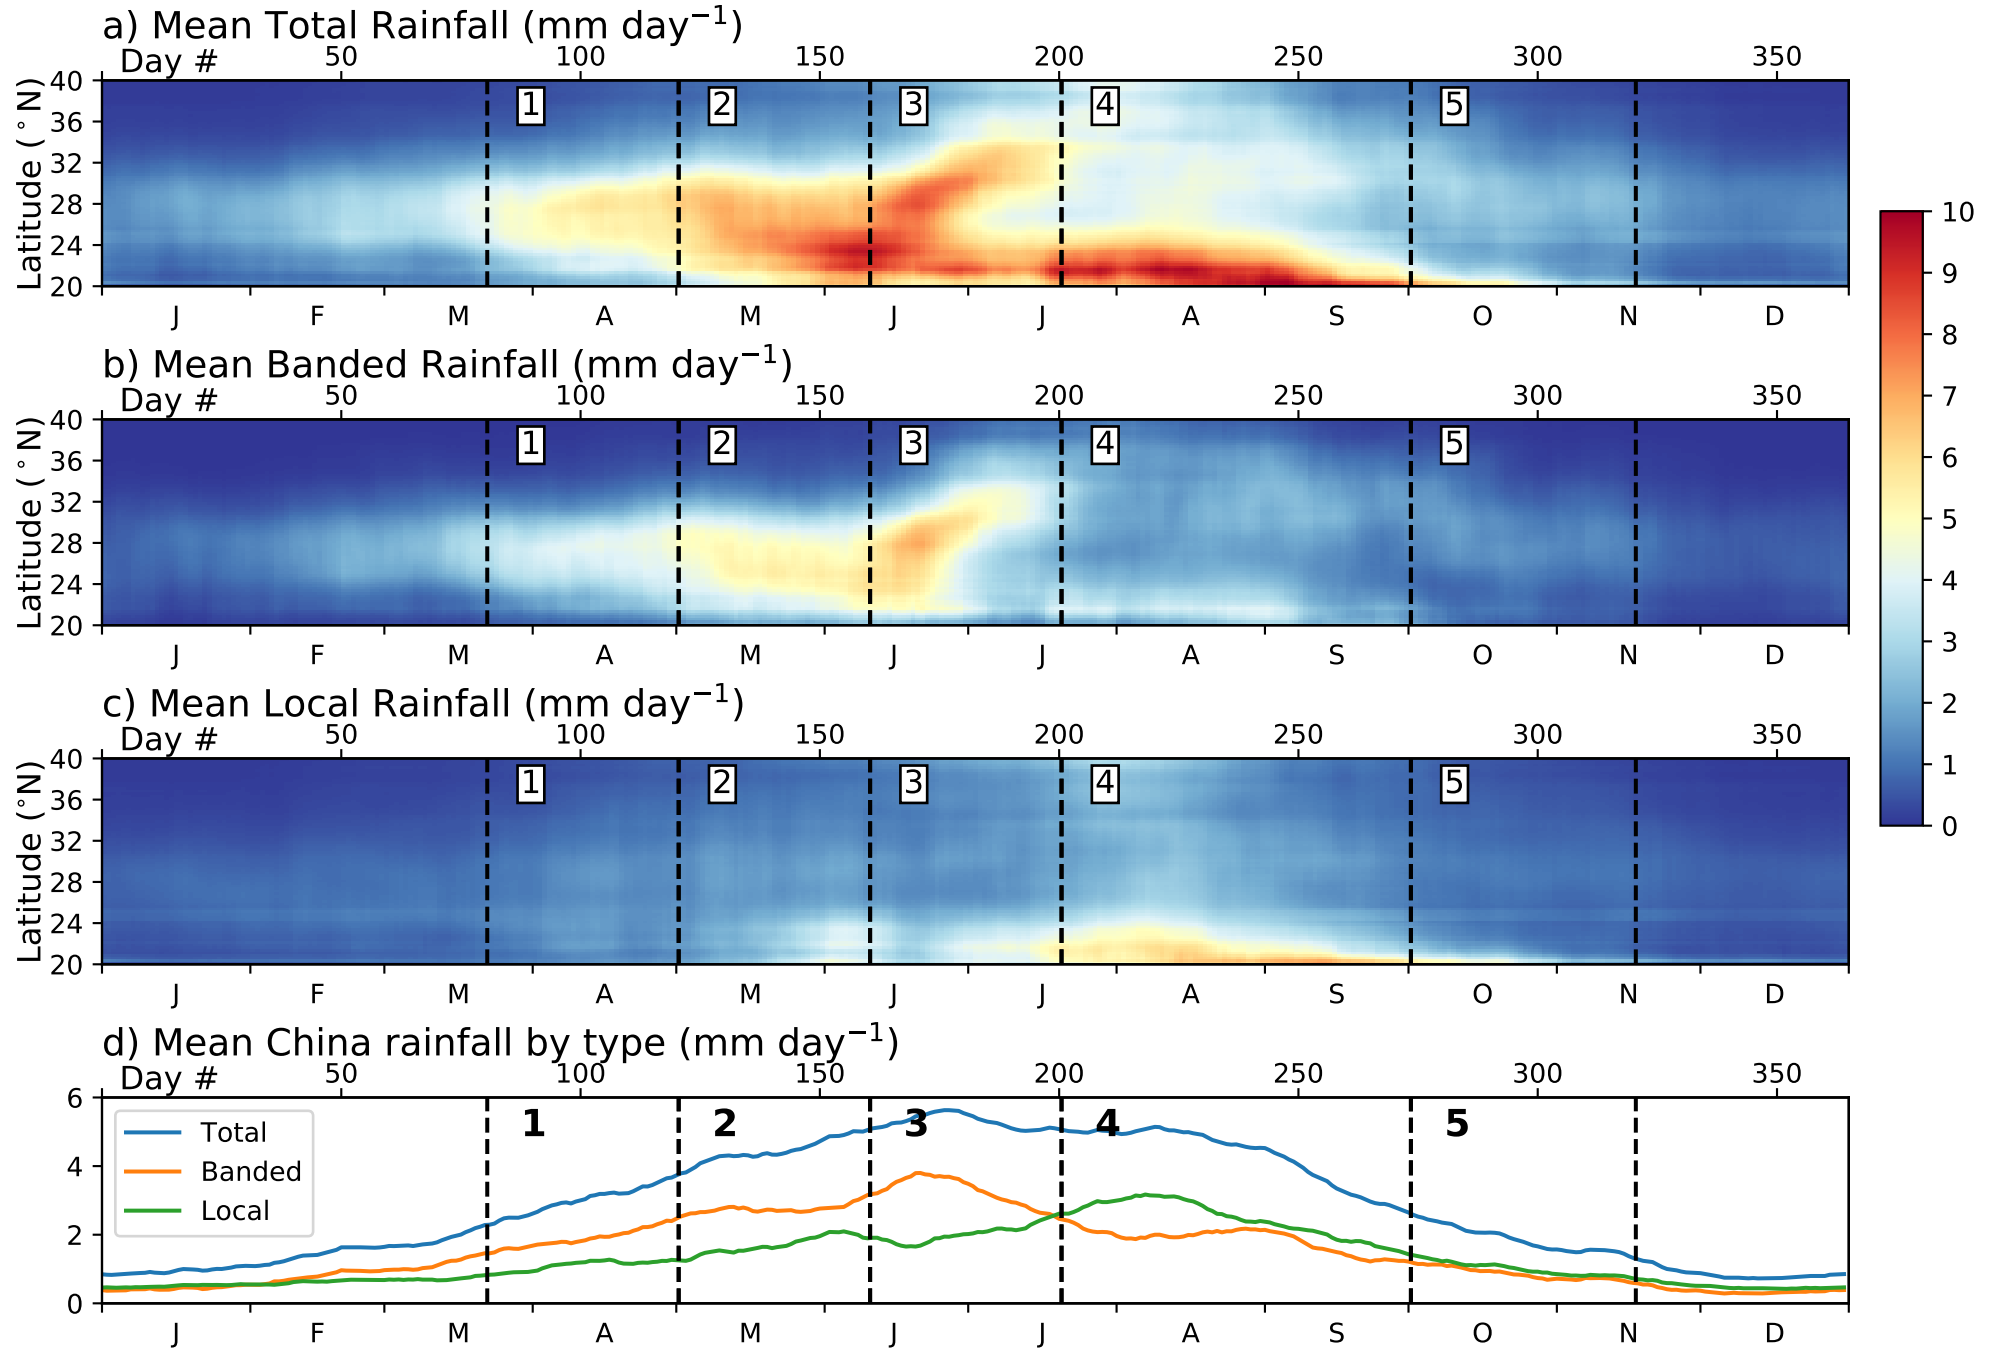 a) Mean Total Rainfall (mm day⁻¹)
Day # 50 100 150 200 250 300 350
1 2 3 4 5
Latitude (°N)
40
36
32
28
24
20
J F M A M J J A S O N D
b) Mean Banded Rainfall (mm day⁻¹)
Day # 50 100 150 200 250 300 350
1 2 3 4 5
Latitude (°N)
40
36
32
28
24
20
J F M A M J J A S O N D
c) Mean Local Rainfall (mm day⁻¹)
Day # 50 100 150 200 250 300 350
1 2 3 4 5
Latitude (°N)
40
36
32
28
24
20
J F M A M J J A S O N D
10
9
8
7
6
5
4
3
2
1
0
d) Mean China rainfall by type (mm day⁻¹)
Day # 50 100 150 200 250 300 350
1 2 3 4 5
6
4
2
0
Total
Banded
Local
J F M A M J J A S O N D